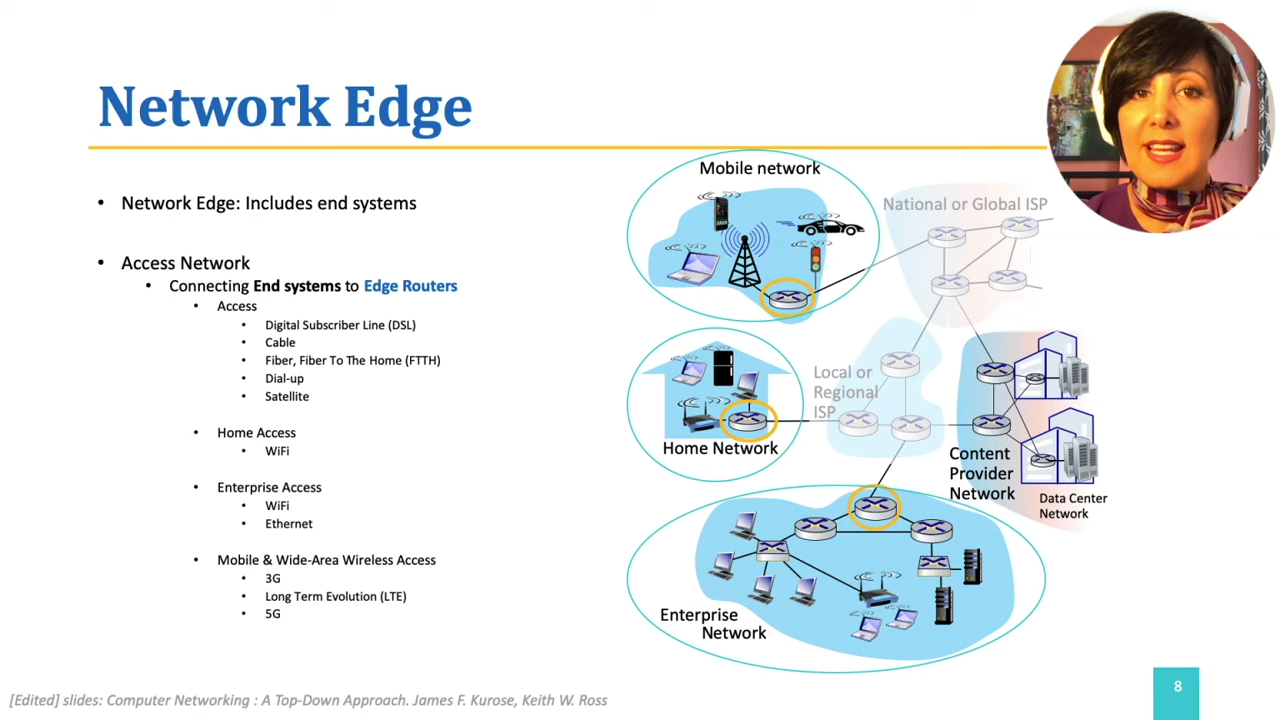 Network Edge
• Network Edge: Includes end systems
• Access Network
• Connecting End systems to Edge Routers
• Access
• Digital Subscriber Line (DSL)
• Cable
• Fiber, Fiber To The Home (FTTH)
• Dial-up
• Satellite
• Home Access
• WiFi
• Enterprise Access
• WiFi
• Ethernet
• Mobile & Wide-Area Wireless Access
• 3G
• Long Term Evolution (LTE)
• 5G
Mobile network
National or Global ISP
Local or
Regional
ISP
Home Network
Content
Provider
Network
Data Center
Network
Enterprise
Network
[Edited] slides: Computer Networking : A Top-Down Approach. James F. Kurose, Keith W. Ross
8